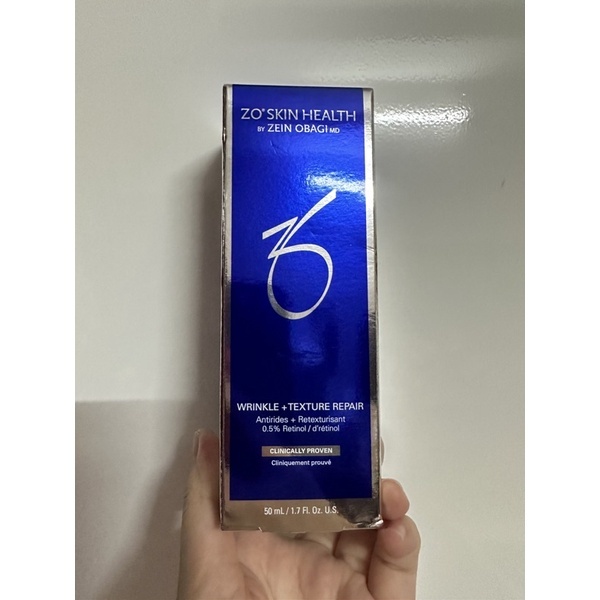 ZO® SKIN HEALTH
BY ZEIN OBAGI MD
ZO
WRINKLE + TEXTURE REPAIR
Antirides + Retexturisant
0.5% Retinol / d'rétinol
CLINICALLY PROVEN
Cliniquement prouvé
50 mL / 1.7 Fl. Oz. U.S.